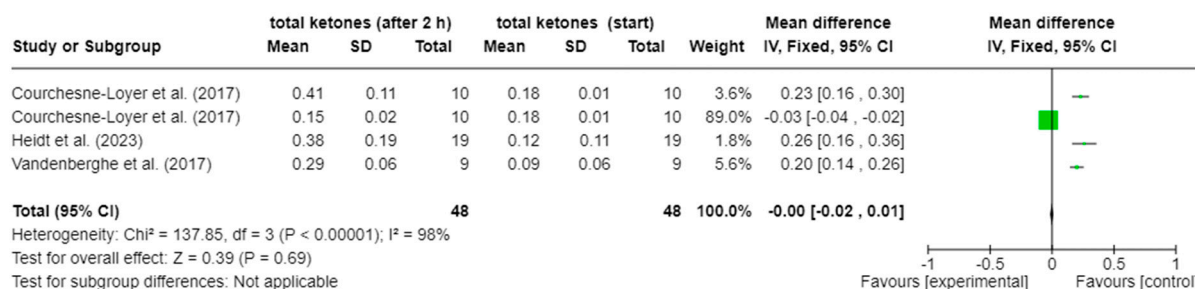 total ketones (after 2 h) total ketones (start) Mean difference Mean difference
Study or Subgroup Mean SD Total Mean SD Total Weight IV, Fixed, 95% CI IV, Fixed, 95% CI
Courchesne-Loyer et al. (2017) 0.41 0.11 10 0.18 0.01 10 3.6% 0.23 [0.16 , 0.30]
Courchesne-Loyer et al. (2017) 0.15 0.02 10 0.18 0.01 10 89.0% -0.03 [-0.04 , -0.02]
Heidt et al. (2023) 0.38 0.19 19 0.12 0.11 19 1.8% 0.26 [0.16 , 0.36]
Vandenberghe et al. (2017) 0.29 0.06 9 0.09 0.06 9 5.6% 0.20 [0.14 , 0.26]
Total (95% CI) 48 48 100.0% -0.00 [-0.02 , 0.01]
Heterogeneity: Chi² = 137.85, df = 3 (P < 0.00001); I² = 98%
Test for overall effect: Z = 0.39 (P = 0.69)
-1 -0.5 0 0.5 1
Test for subgroup differences: Not applicable
Favours [experimental] Favours [control]